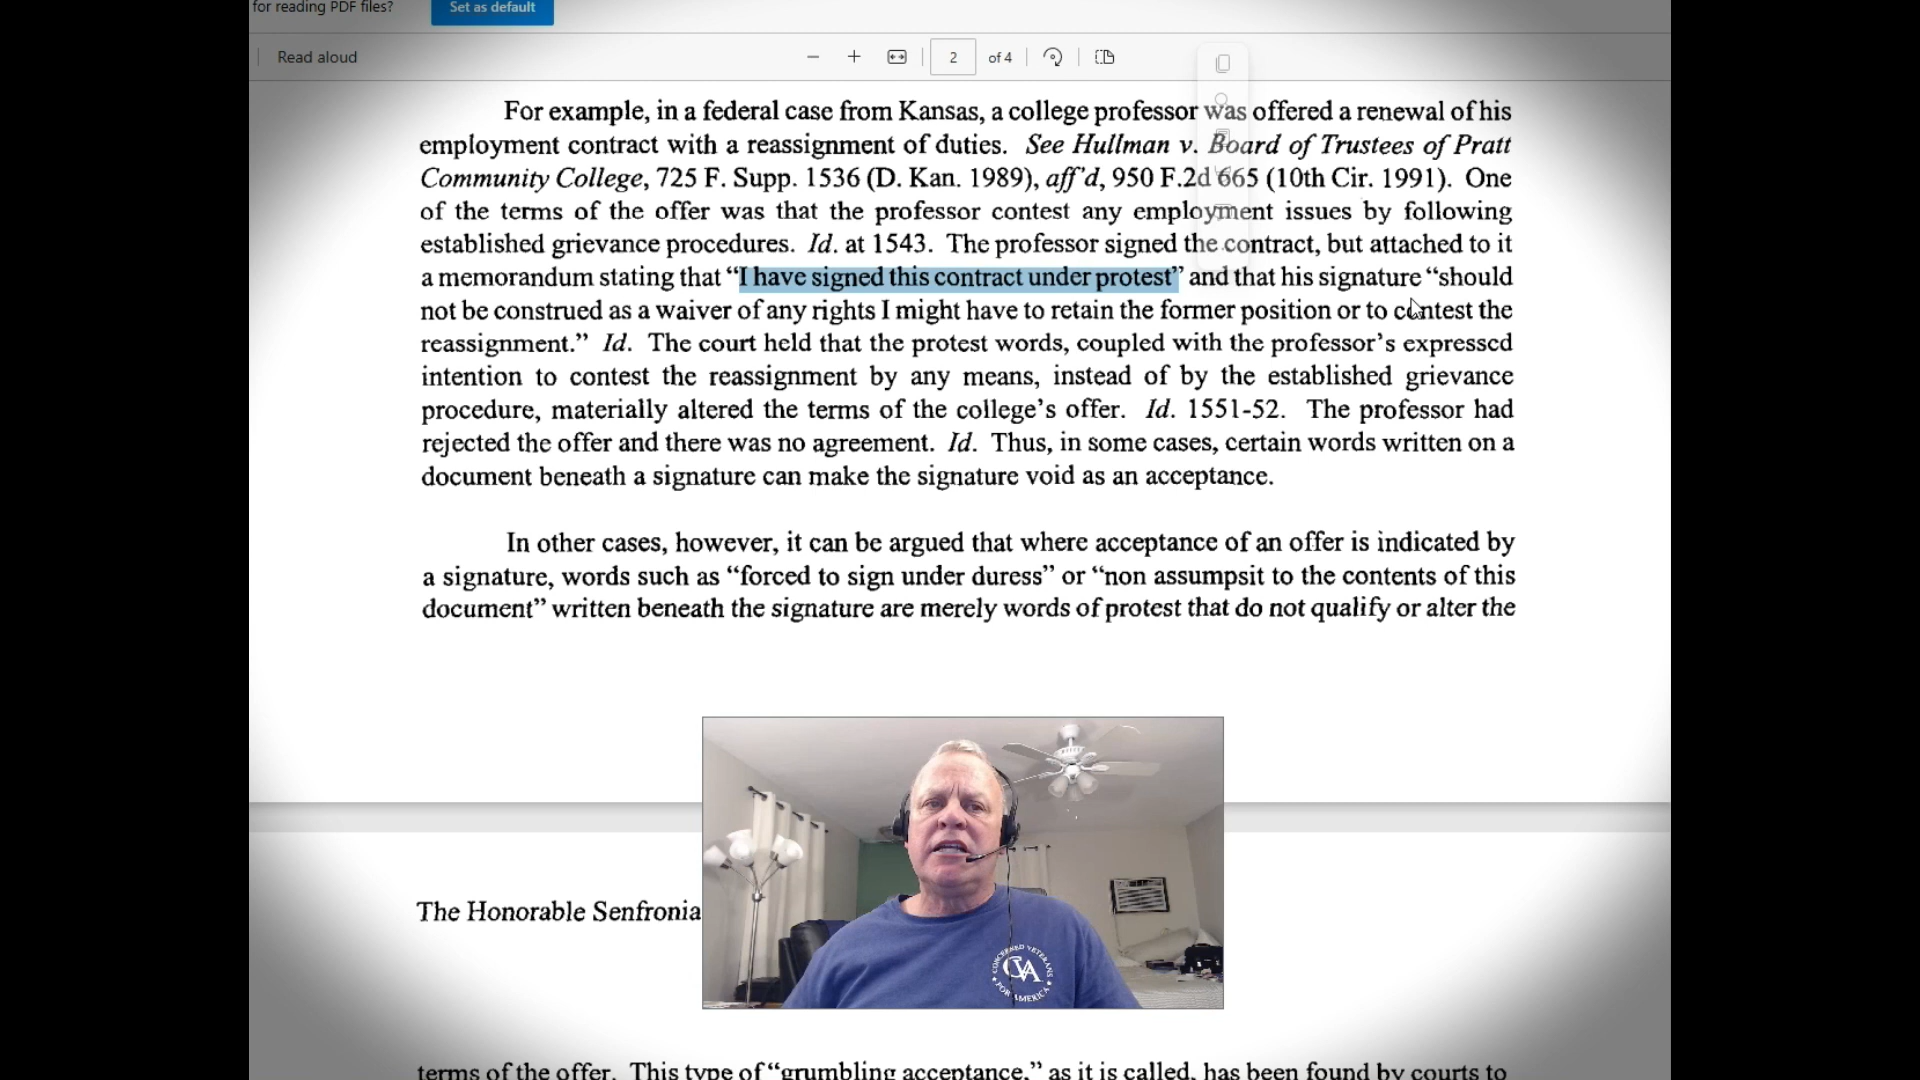 for reading PDF files?
Set as default
Read aloud
2
of 4
For example, in a federal case from Kansas, a college professor was offered a renewal of his
employment contract with a reassignment of duties. See Hullman v. Board of Trustees of Pratt
Community College, 725 F. Supp. 1536 (D. Kan. 1989), aff'd, 950 F.2d 665 (10th Cir. 1991). One
of the terms of the offer was that the professor contest any employment issues by following
established grievance procedures. Id. at 1543. The professor signed the contract, but attached to it
a memorandum stating that “I have signed this contract under protest” and that his signature “should
not be construed as a waiver of any rights I might have to retain the former position or to contest the
reassignment.” Id. The court held that the protest words, coupled with the professor’s expressed
intention to contest the reassignment by any means, instead of by the established grievance
procedure, materially altered the terms of the college’s offer. Id. 1551-52. The professor had
rejected the offer and there was no agreement. Id. Thus, in some cases, certain words written on a
document beneath a signature can make the signature void as an acceptance.
In other cases, however, it can be argued that where acceptance of an offer is indicated by
a signature, words such as “forced to sign under duress” or “non assumpsit to the contents of this
document” written beneath the signature are merely words of protest that do not qualify or alter the
The Honorable Senfronia
CONCERNED VETERANS
CVA
FOR AMERICA
terms of the offer. This type of “grumbling acceptance,” as it is called, has been found by courts to